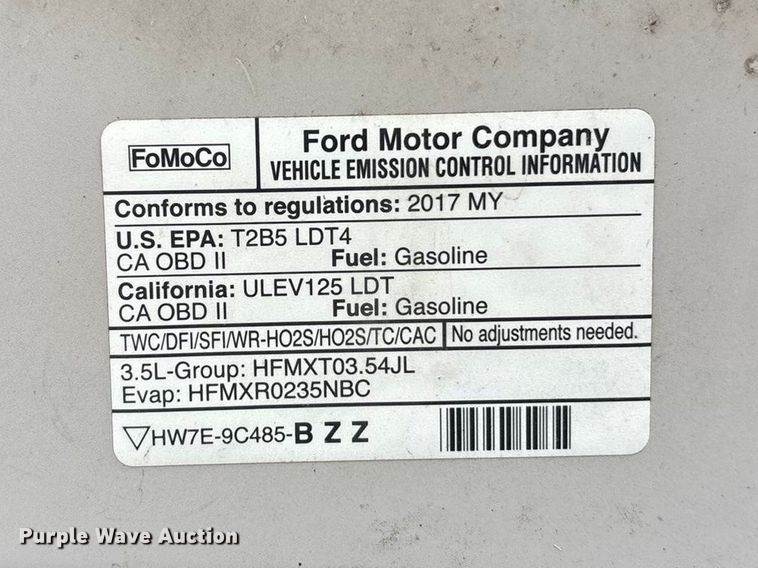 FoMoCo
Ford Motor Company
VEHICLE EMISSION CONTROL INFORMATION
Conforms to regulations: 2017 MY
U.S. EPA: T2B5 LDT4
CA OBD II Fuel: Gasoline
California: ULEV125 LDT
CA OBD II Fuel: Gasoline
TWC/DFI/SFI/WR-HO2S/HO2S/TC/CAC No adjustments needed.
3.5L-Group: HFMXT03.54JL
Evap: HFMXR0235NBC
HW7E-9C485-B Z Z
Purple Wave Auction